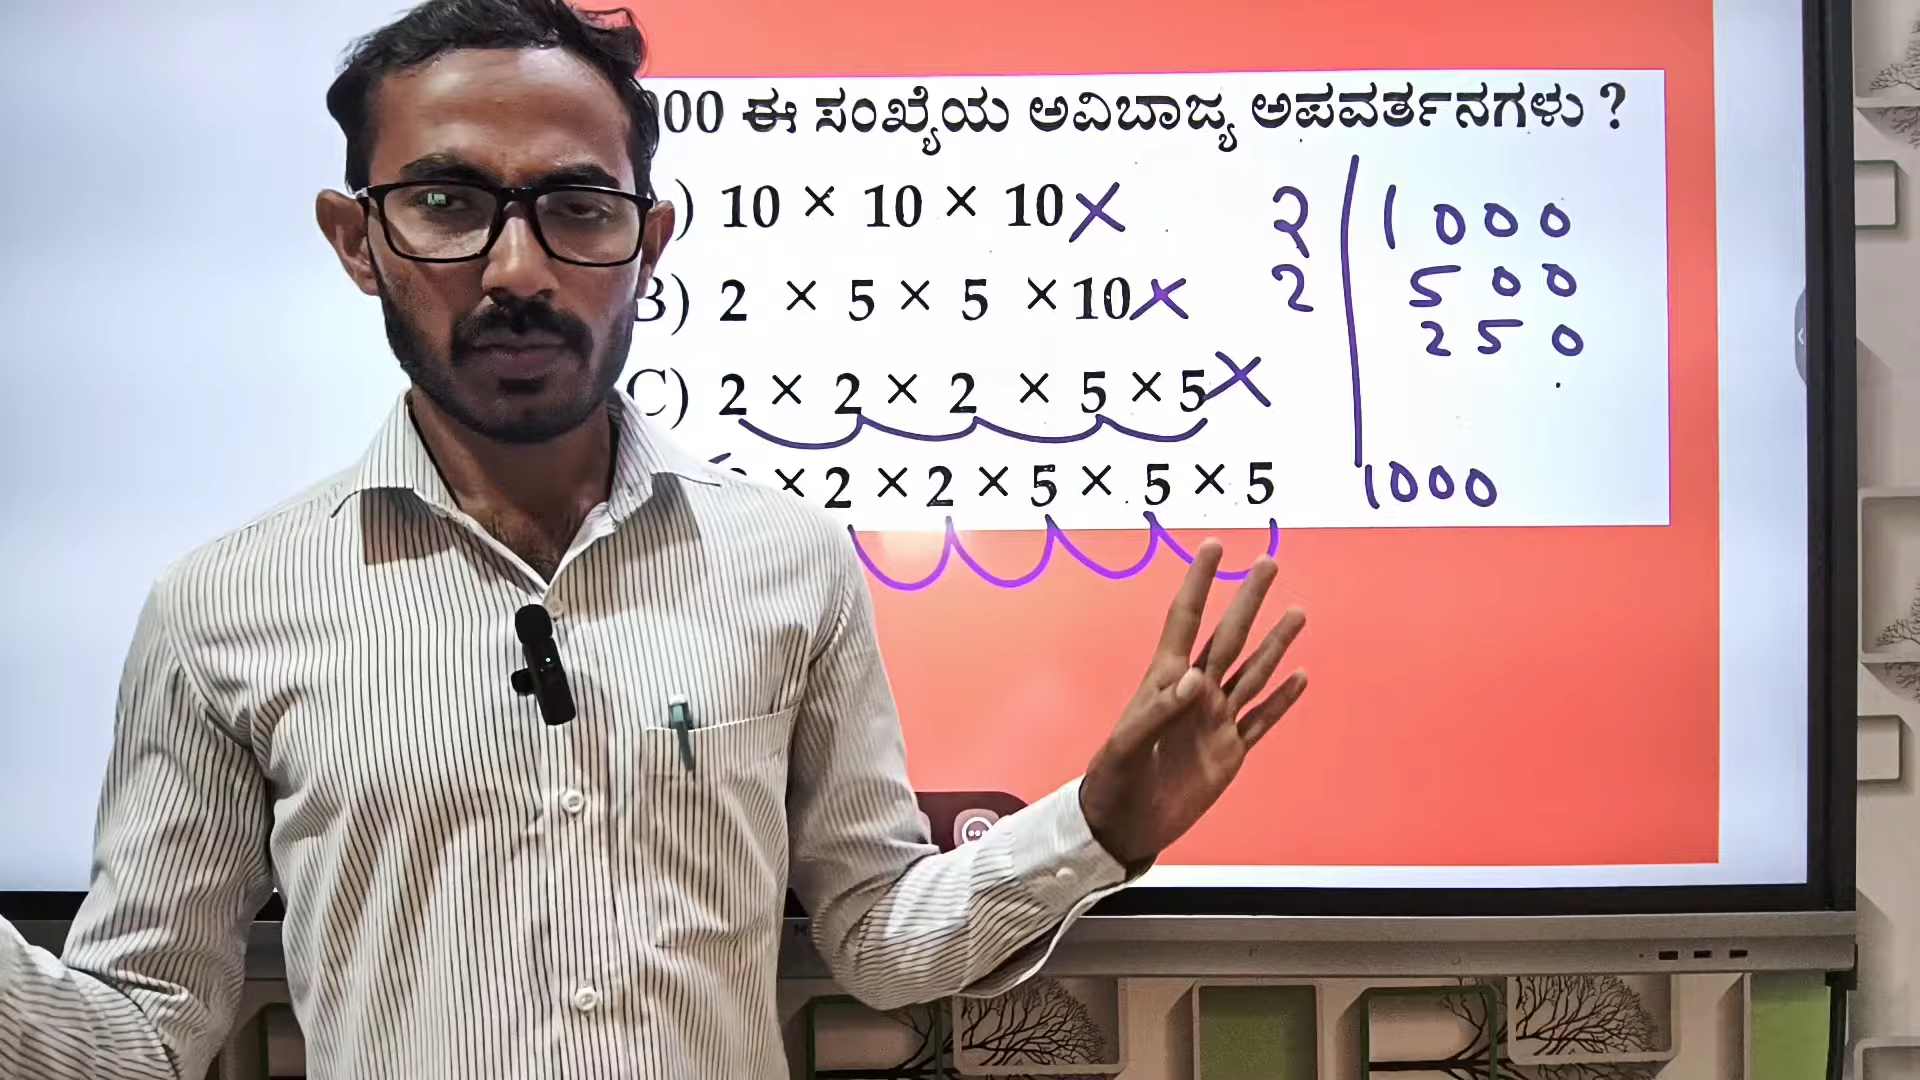 000 ಈ ಸಂಖ್ಯೆಯ ಅವಿಬಾಜ್ಯ ಅಪವರ್ತನಗಳು ?
) 10 × 10 × 10 ×
B) 2 × 5 × 5 × 10 ×
C) 2 × 2 × 2 × 5 × 5 ×
× 2 × 2 × 5 × 5 × 5
2 | 1000
2 | 500
250
1000